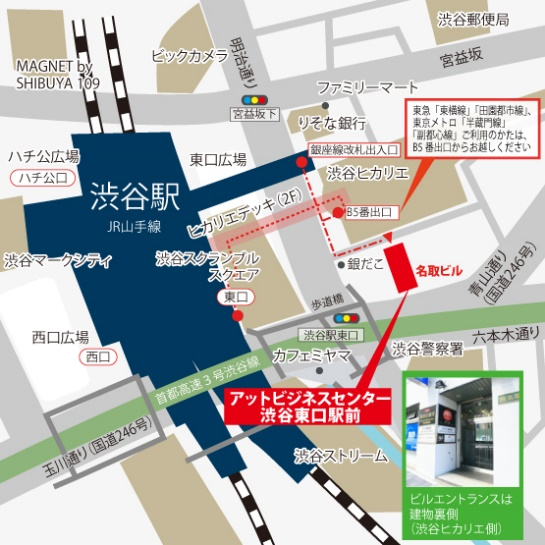 渋谷郵便局
宮益坂
ビックカメラ
明治通り
MAGNET by
SHIBUYA 109
ファミリーマート
宮益坂下
りそな銀行
東急「東横線」「田園都市線」、
東京メトロ「半蔵門線」
「副都心線」ご利用のかたは、
B5番出口からお越しください
ハチ公広場
ハチ公口
東口広場
銀座線改札出入口
渋谷ヒカリエ
渋谷駅
JR山手線
ヒカリエデッキ(2F)
B5番出口
渋谷マークシティ
渋谷スクランブル
スクエア
銀だこ
名取ビル
青山通り
(国道246号)
東口
歩道橋
西口広場
西口
渋谷駅東口
六本木通り
カフェミヤマ
渋谷警察署
首都高速3号渋谷線
アットビジネスセンター
渋谷東口駅前
玉川通り(国道246号)
渋谷ストリーム
ビルエントランスは
建物裏側
(渋谷ヒカリエ側)